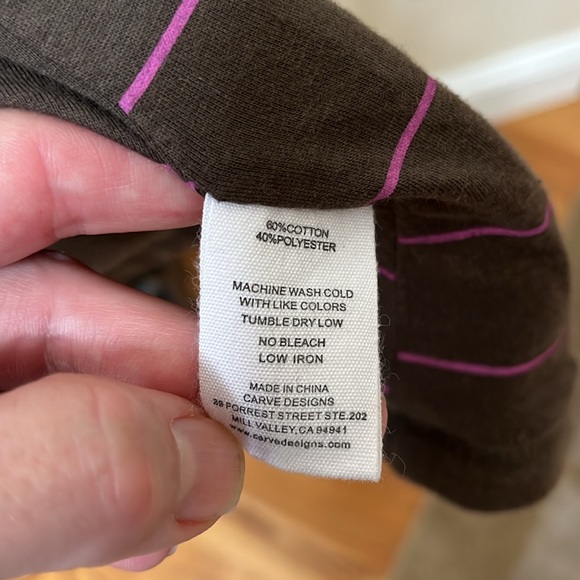 60%COTTON
40%POLYESTER
MACHINE WASH COLD
WITH LIKE COLORS
TUMBLE DRY LOW
NO BLEACH
LOW IRON
MADE IN CHINA
CARVE DESIGNS
39 FORREST STREET STE.202
MILL VALLEY,CA 94941
www.carvedesigns.com